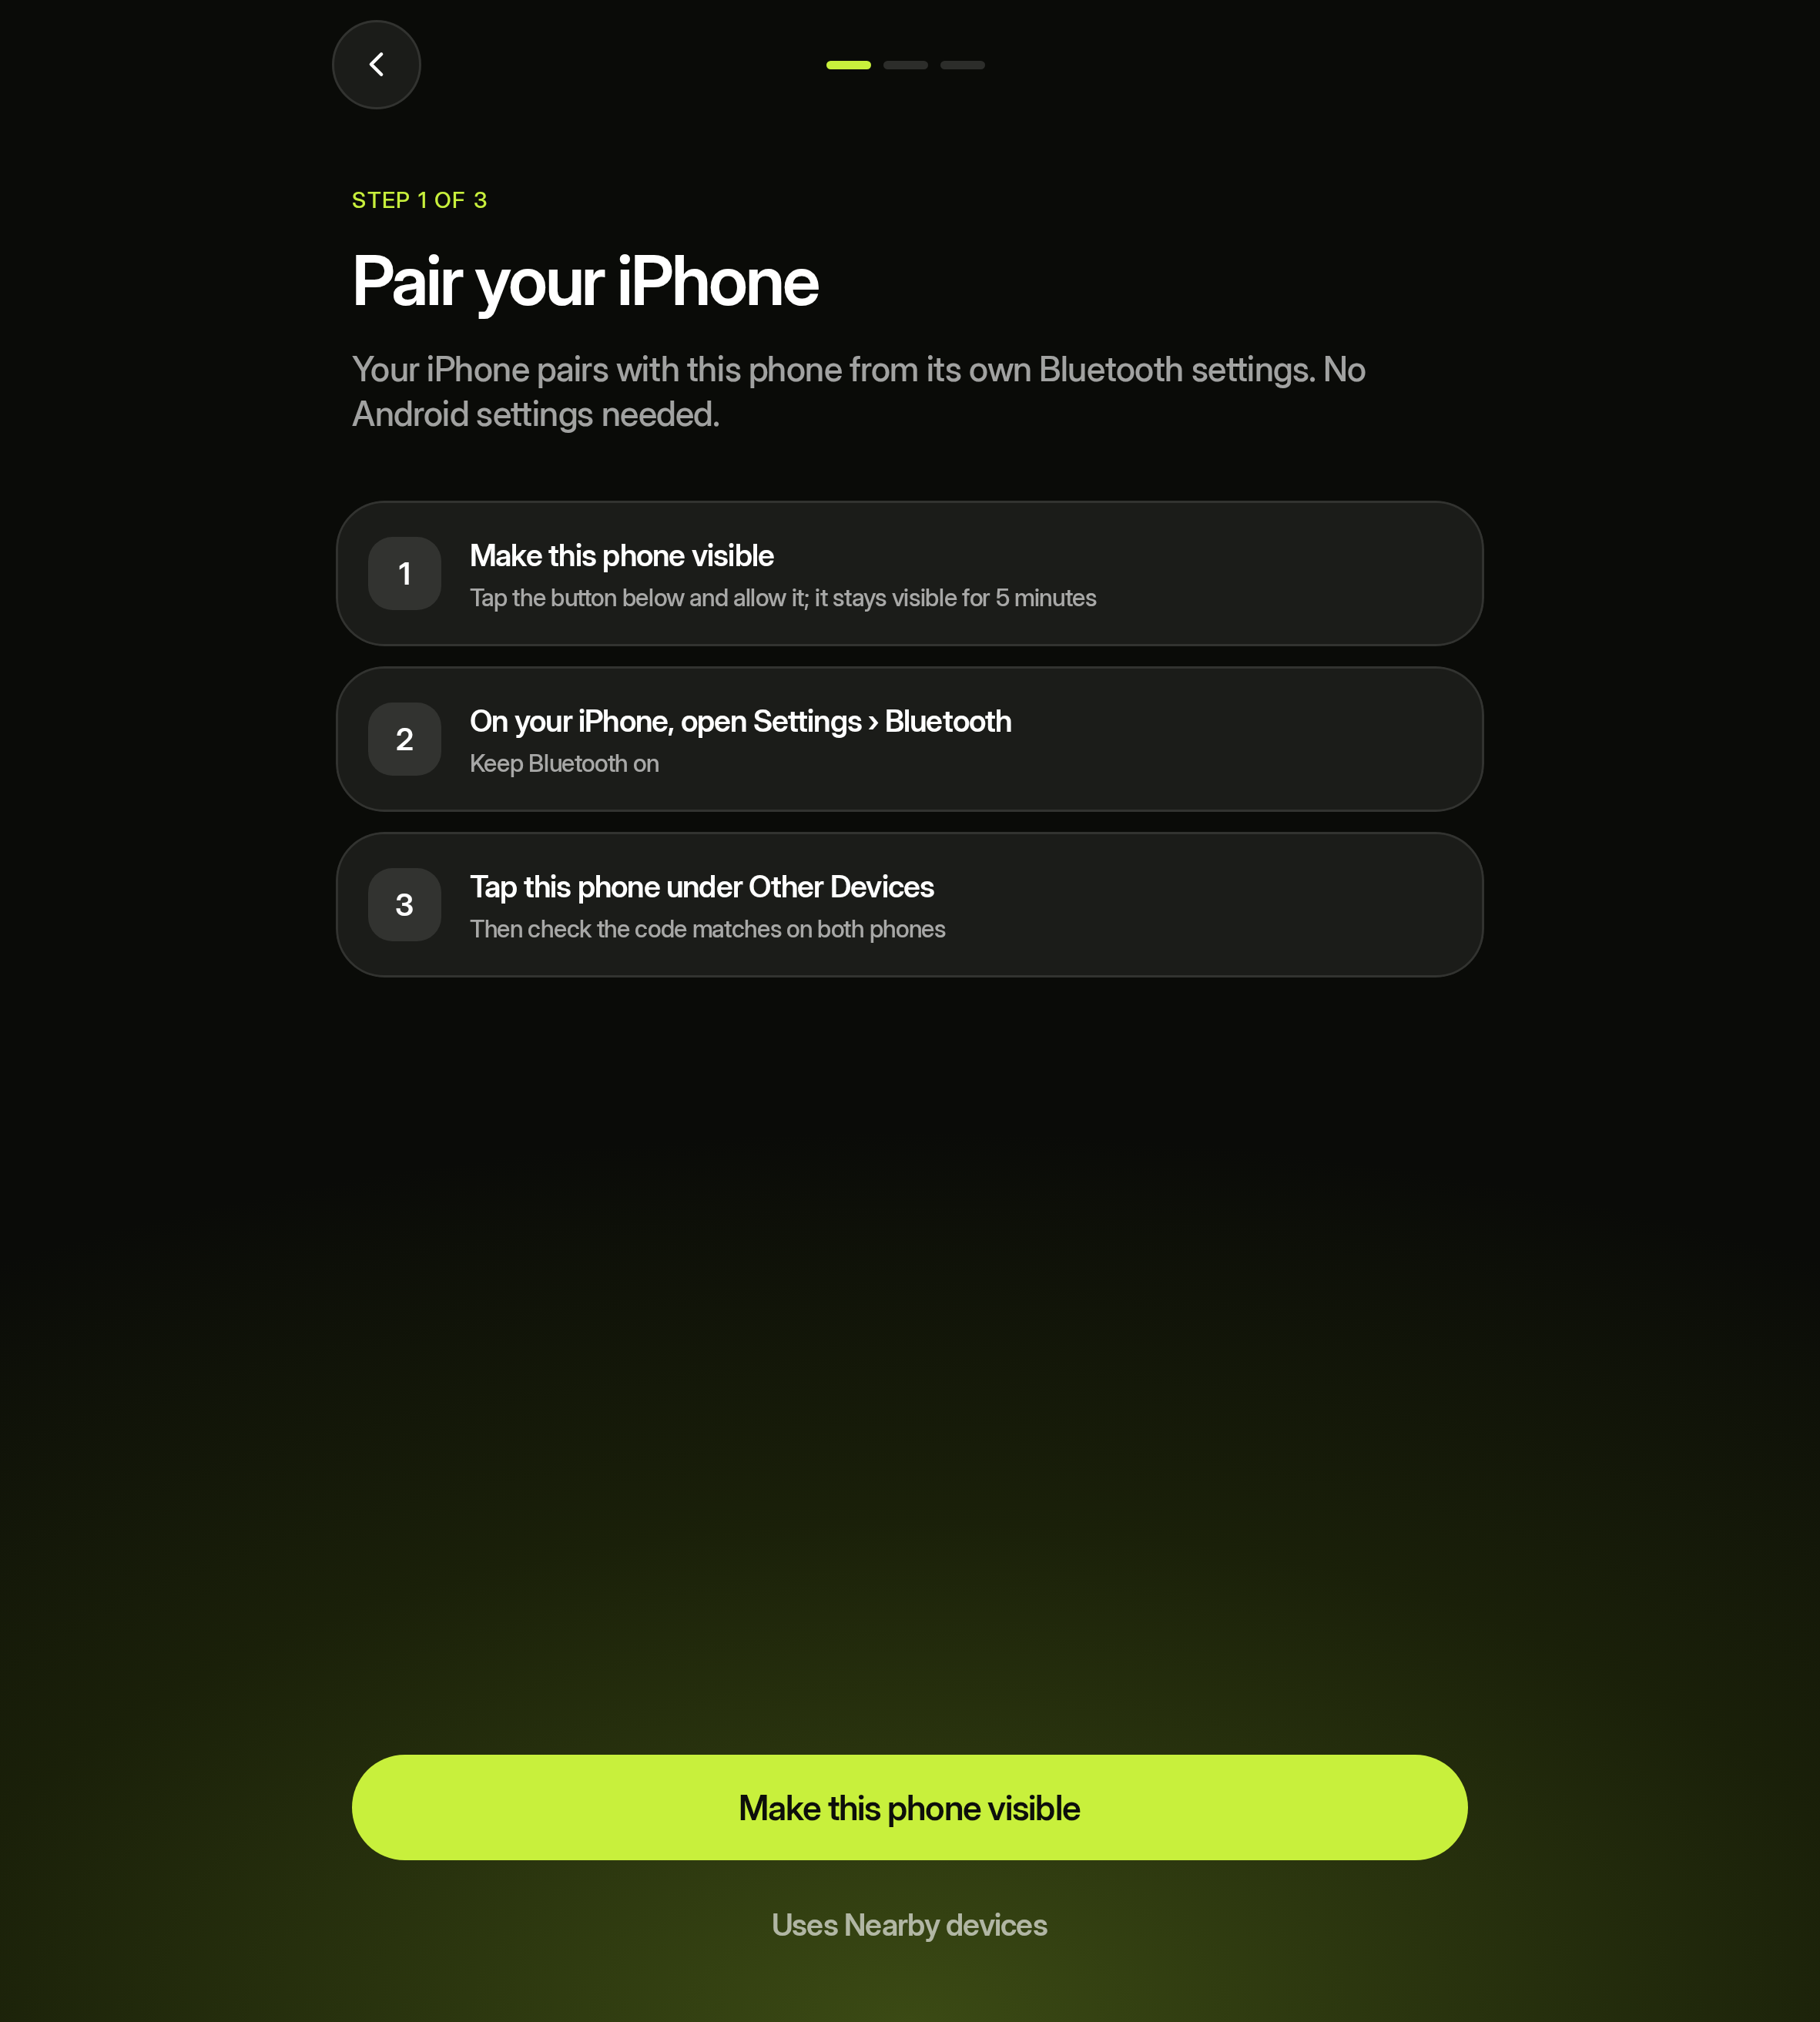 STEP 1 OF 3
Pair your iPhone
Your iPhone pairs with this phone from its own Bluetooth settings. No
Android settings needed.
1
Make this phone visible
Tap the button below and allow it; it stays visible for 5 minutes
2
On your iPhone, open Settings › Bluetooth
Keep Bluetooth on
3
Tap this phone under Other Devices
Then check the code matches on both phones
Make this phone visible
Uses Nearby devices